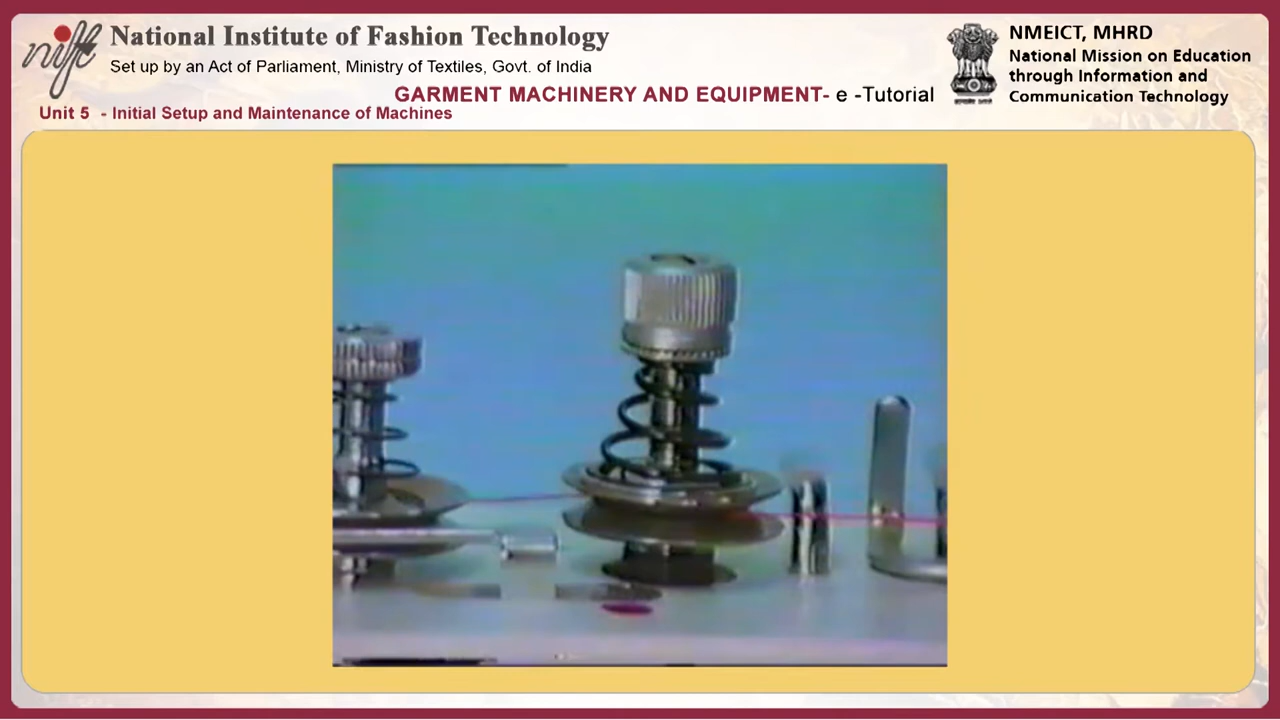 nift
National Institute of Fashion Technology
Set up by an Act of Parliament, Ministry of Textiles, Govt. of India
GARMENT MACHINERY AND EQUIPMENT- e -Tutorial
Unit 5 - Initial Setup and Maintenance of Machines
NMEICT, MHRD
National Mission on Education
through Information and
Communication Technology